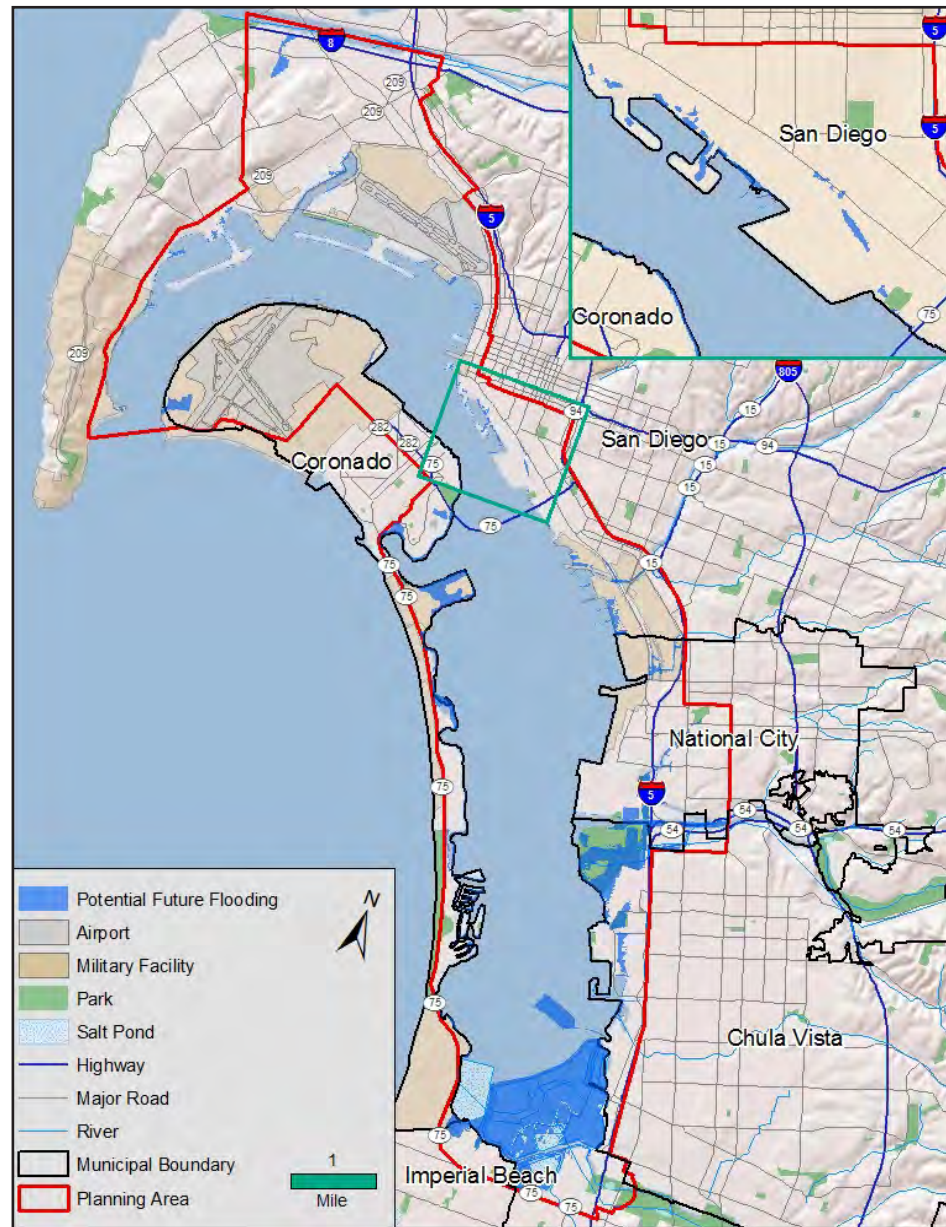 8
5
209
209
209
5
San Diego
5
5
Coronado
75
209
805
15
94
282
282
San Diego
15
94
15
15
Coronado
75
75
15
75
75
National City
5
75
54
54
54
54
Potential Future Flooding
N
Airport
Military Facility
Park
Salt Pond
75
Highway
Chula Vista
Major Road
River
75
Municipal Boundary
1
Imperial Beach
Planning Area
Mile
75
75